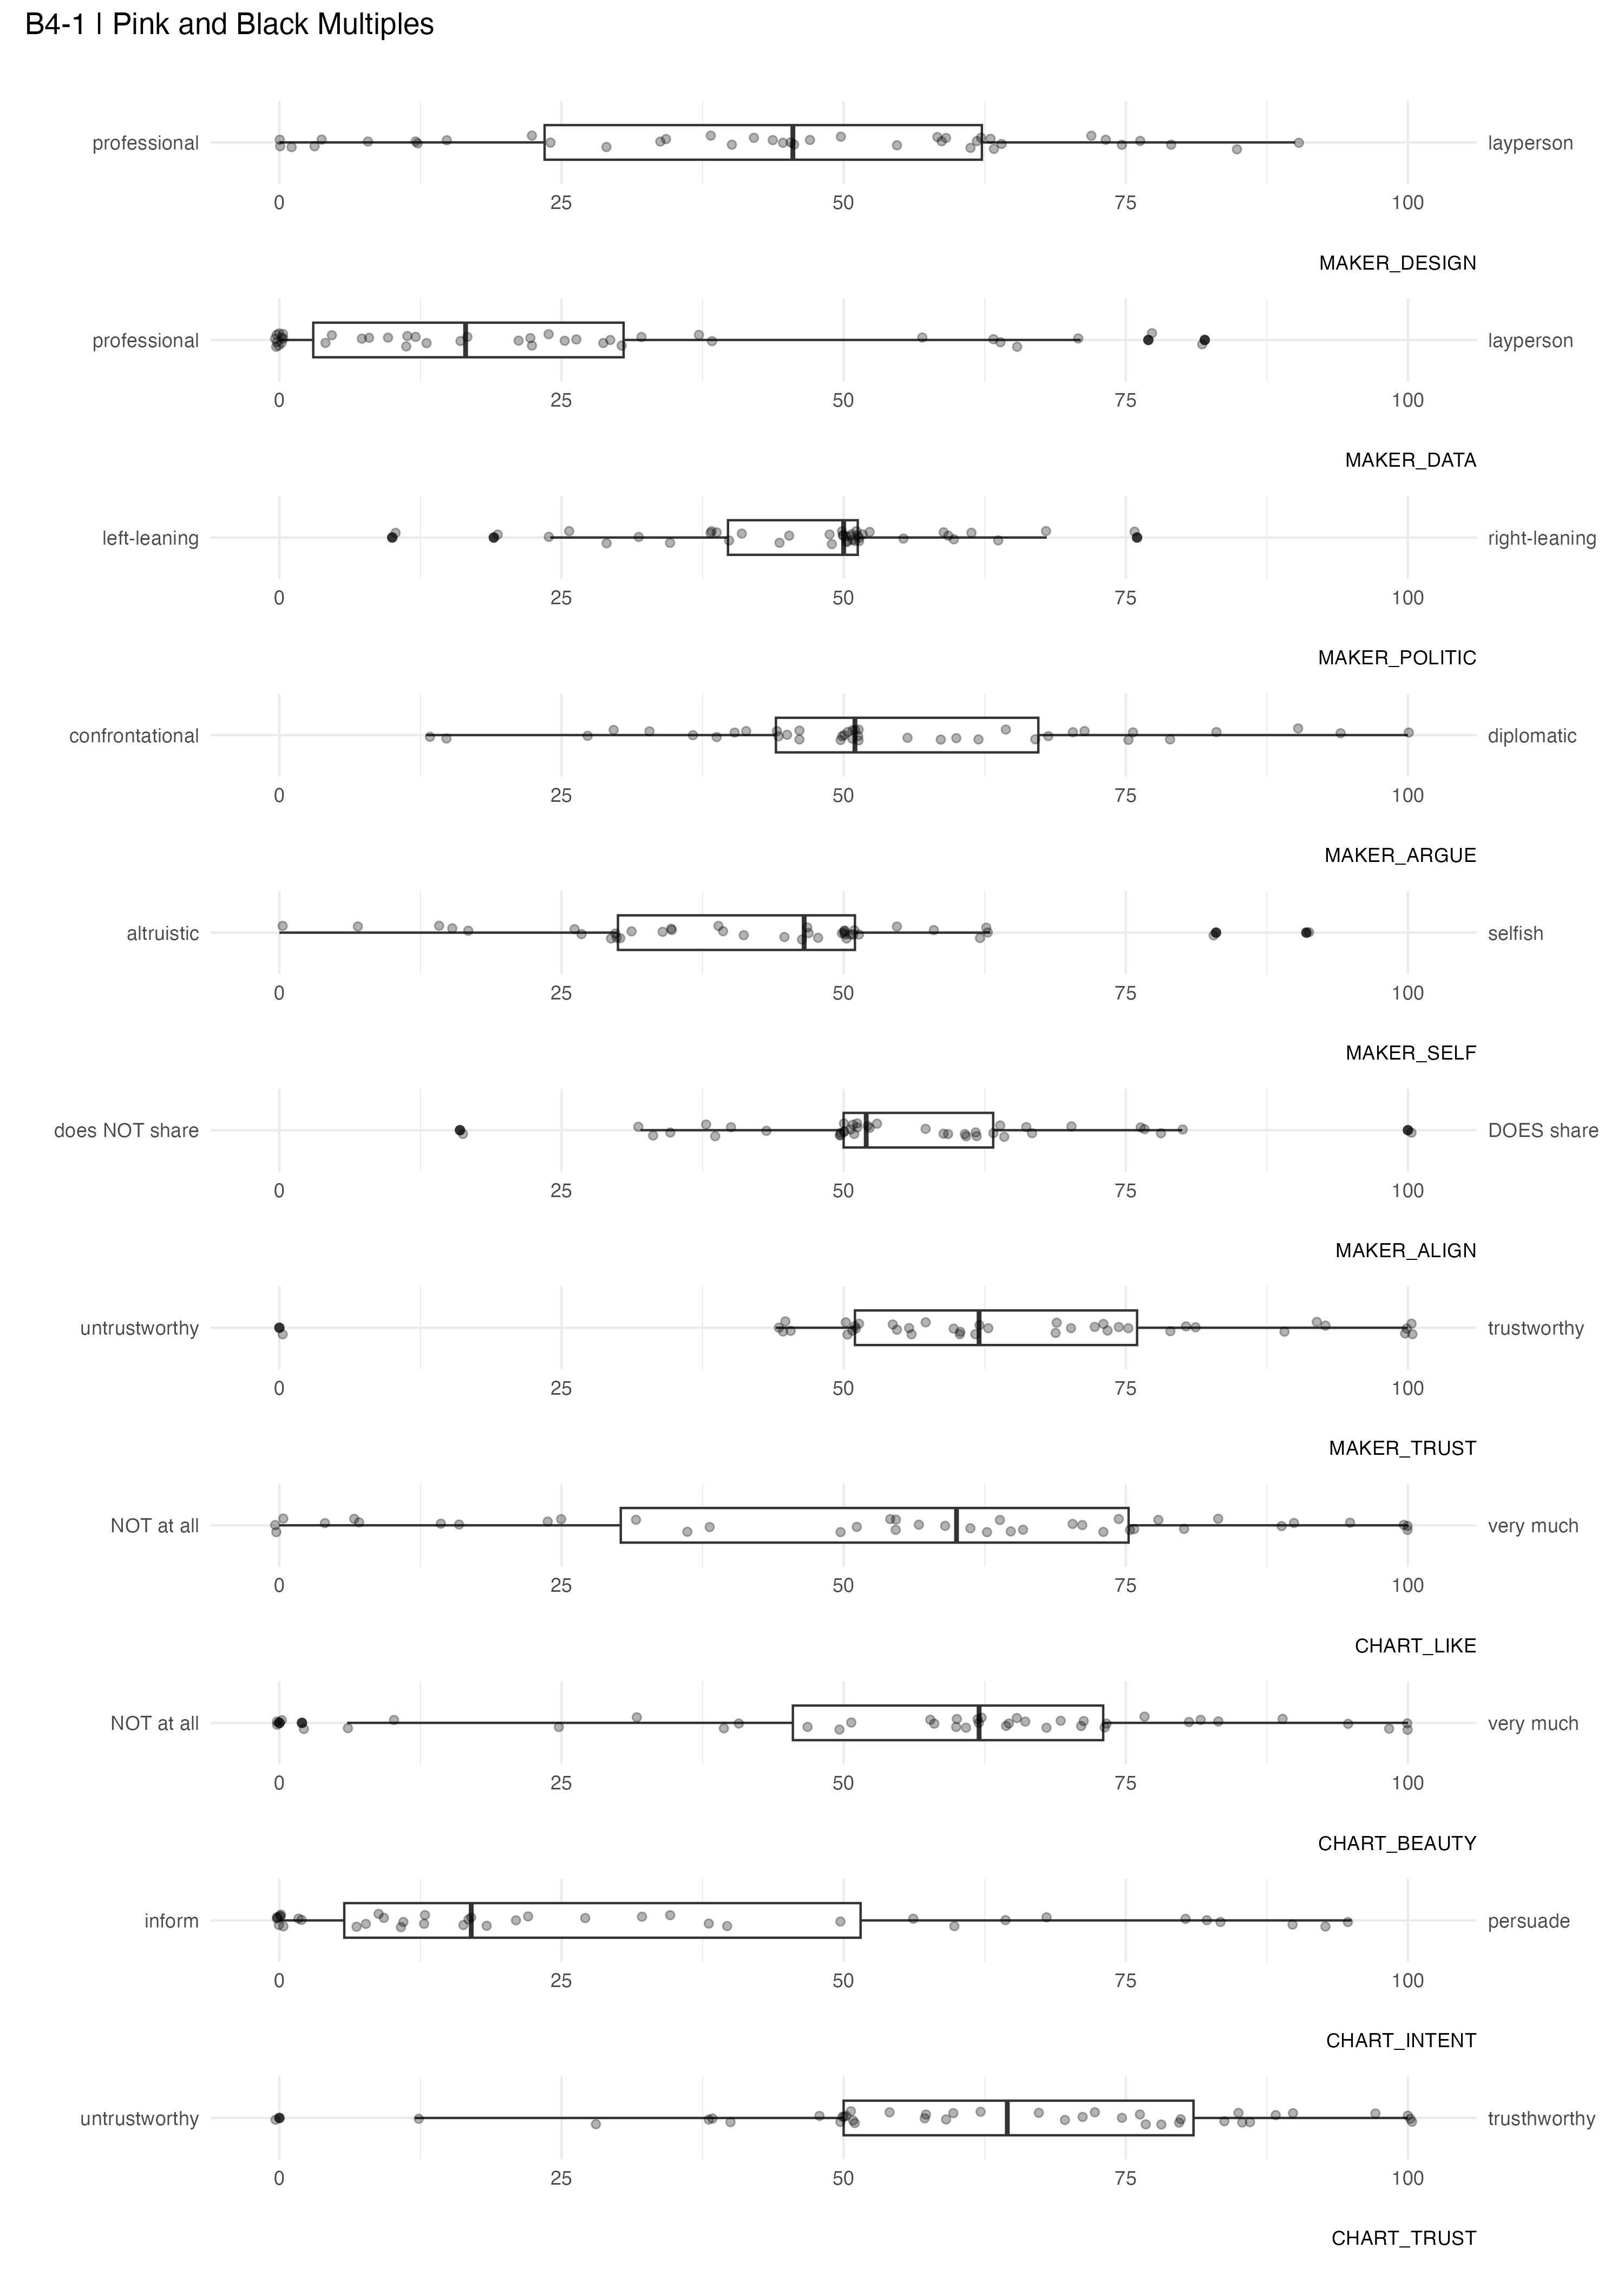 B4-1 | Pink and Black Multiples
professional layperson
0 25 50 75 100
MAKER_DESIGN
professional layperson
0 25 50 75 100
MAKER_DATA
left-leaning right-leaning
0 25 50 75 100
MAKER_POLITIC
confrontational diplomatic
0 25 50 75 100
MAKER_ARGUE
altruistic selfish
0 25 50 75 100
MAKER_SELF
does NOT share DOES share
0 25 50 75 100
MAKER_ALIGN
untrustworthy trustworthy
0 25 50 75 100
MAKER_TRUST
NOT at all very much
0 25 50 75 100
CHART_LIKE
NOT at all very much
0 25 50 75 100
CHART_BEAUTY
inform persuade
0 25 50 75 100
CHART_INTENT
untrustworthy trusthworthy
0 25 50 75 100
CHART_TRUST